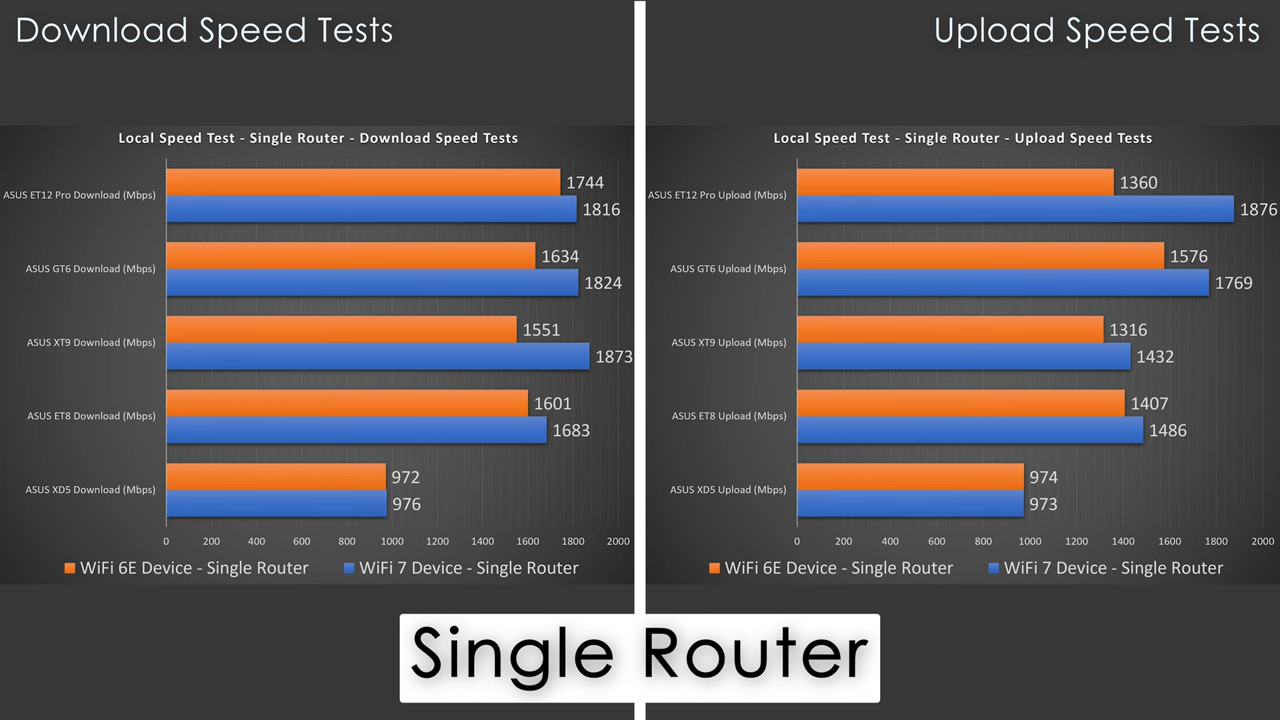 Download Speed Tests
Upload Speed Tests
Local Speed Test - Single Router - Download Speed Tests
ASUS ET12 Pro Download (Mbps)
1744
1816
ASUS GT6 Download (Mbps)
1634
1824
ASUS XT9 Download (Mbps)
1551
1873
ASUS ET8 Download (Mbps)
1601
1683
ASUS XD5 Download (Mbps)
972
976
0 200 400 600 800 1000 1200 1400 1600 1800 2000
WiFi 6E Device - Single Router WiFi 7 Device - Single Router
Local Speed Test - Single Router - Upload Speed Tests
ASUS ET12 Pro Upload (Mbps)
1360
1876
ASUS GT6 Upload (Mbps)
1576
1769
ASUS XT9 Upload (Mbps)
1316
1432
ASUS ET8 Upload (Mbps)
1407
1486
ASUS XD5 Upload (Mbps)
974
973
0 200 400 600 800 1000 1200 1400 1600 1800 2000
WiFi 6E Device - Single Router WiFi 7 Device - Single Router
Single Router